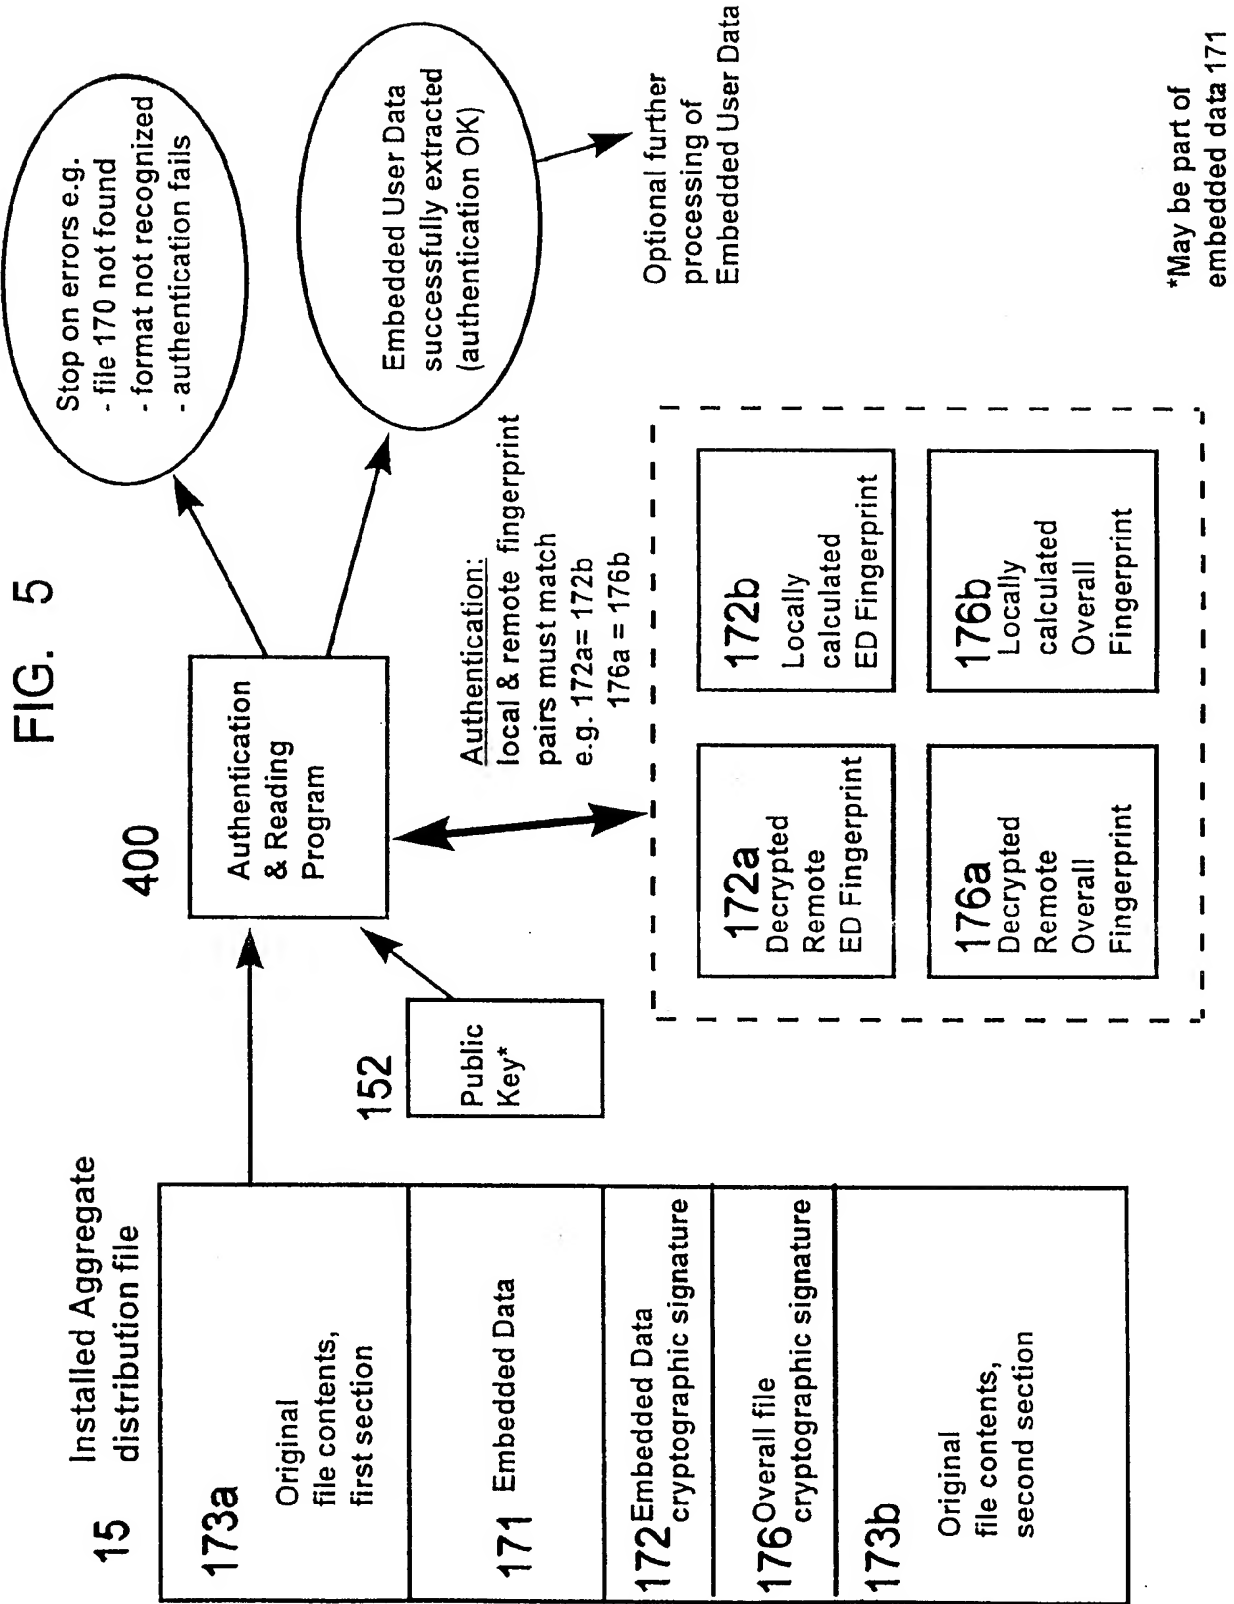 FIG. 5
15 Installed Aggregate
distribution file
173a
Original
file contents,
first section
171 Embedded Data
172 Embedded Data
cryptographic signature
176 Overall file
cryptographic signature
173b
Original
file contents,
second section
152
Public
Key*
400
Authentication
& Reading
Program
Stop on errors e.g.
- file 170 not found
- format not recognized
- authentication fails
Embedded User Data
successfully extracted
(authentication OK)
Optional further
processing of
Embedded User Data
Authentication:
local & remote fingerprint
pairs must match
e.g. 172a= 172b
176a = 176b
172a
Decrypted
Remote
ED Fingerprint
172b
Locally
calculated
ED Fingerprint
176a
Decrypted
Remote
Overall
Fingerprint
176b
Locally
calculated
Overall
Fingerprint
*May be part of
embedded data 171